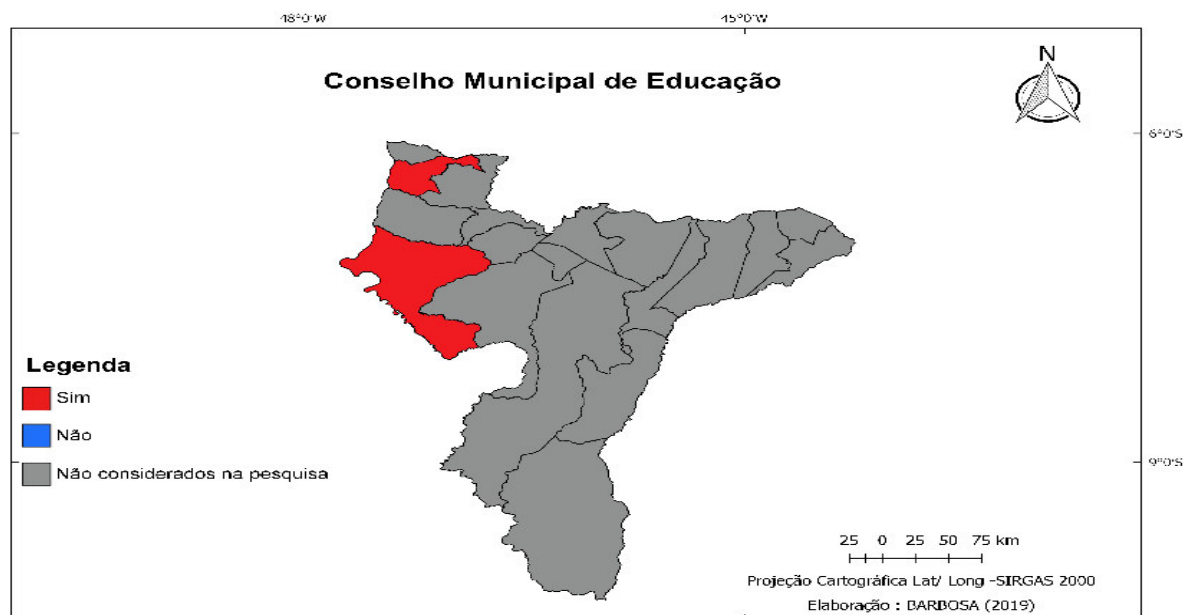 48°0'W
45°0'W
Conselho Municipal de Educação
N
6°0'S
Legenda
Sim
Não
Não considerados na pesquisa
9°0'S
25 0 25 50 75 km
Projeção Cartográfica Lat/ Long -SIRGAS 2000
Elaboração : BARBOSA (2019)